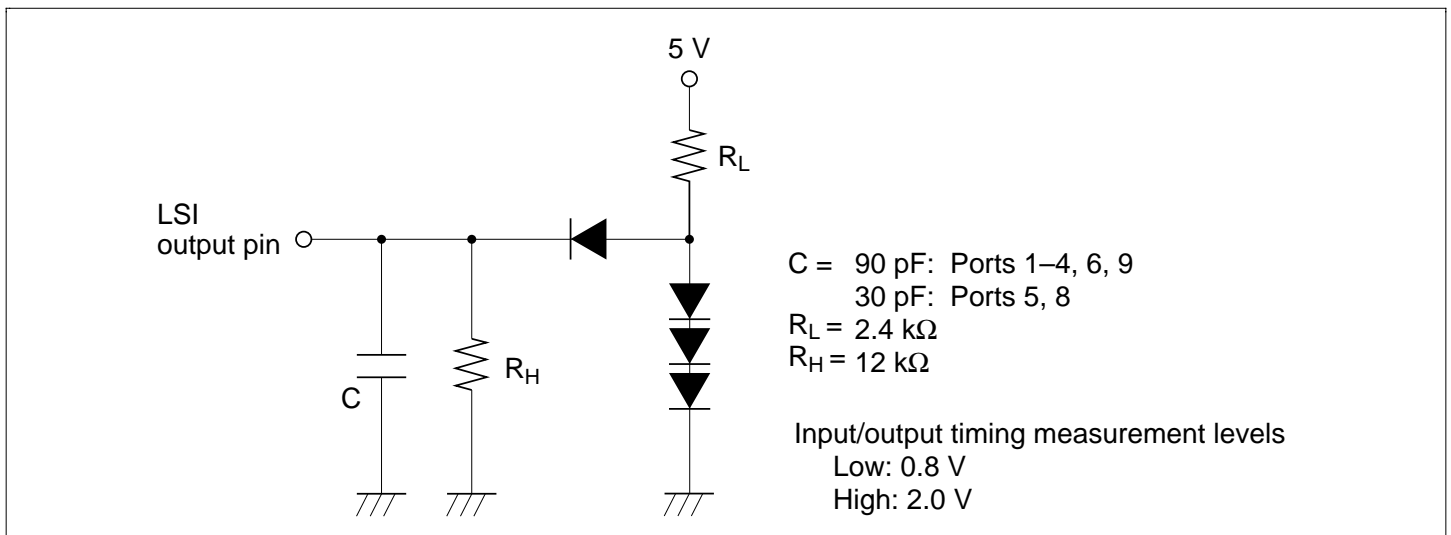 5 V
R_L
LSI
output pin
C
R_H
C = 90 pF: Ports 1–4, 6, 9
30 pF: Ports 5, 8
R_L = 2.4 kΩ
R_H = 12 kΩ
Input/output timing measurement levels
Low: 0.8 V
High: 2.0 V